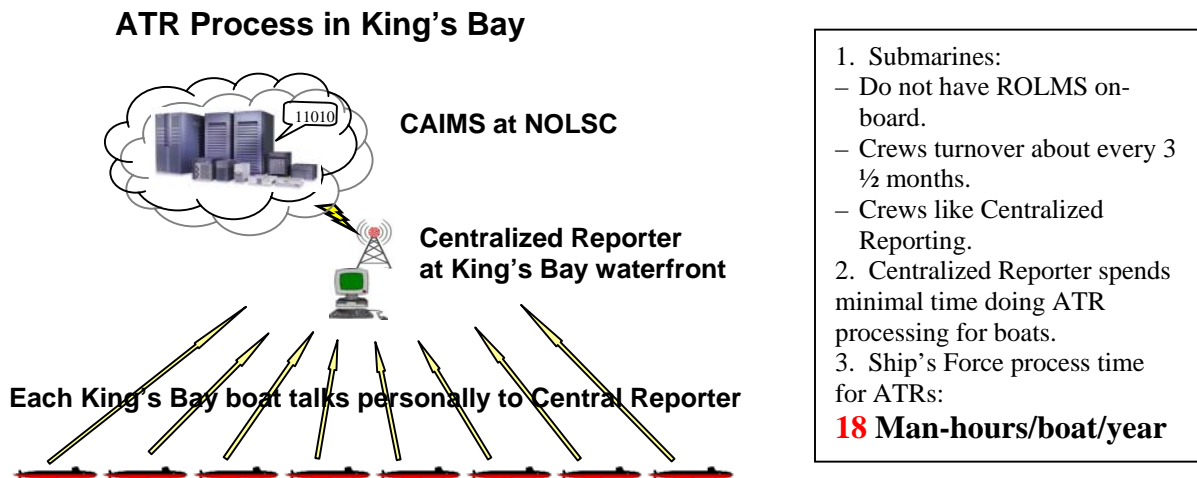 ATR Process in King's Bay
11010
CAIMS at NOLSC
Centralized Reporter
at King's Bay waterfront
Each King's Bay boat talks personally to Central Reporter
1. Submarines:
– Do not have ROLMS on-
board.
– Crews turnover about every 3
½ months.
– Crews like Centralized
Reporting.
2. Centralized Reporter spends
minimal time doing ATR
processing for boats.
3. Ship's Force process time
for ATRs:
18 Man-hours/boat/year